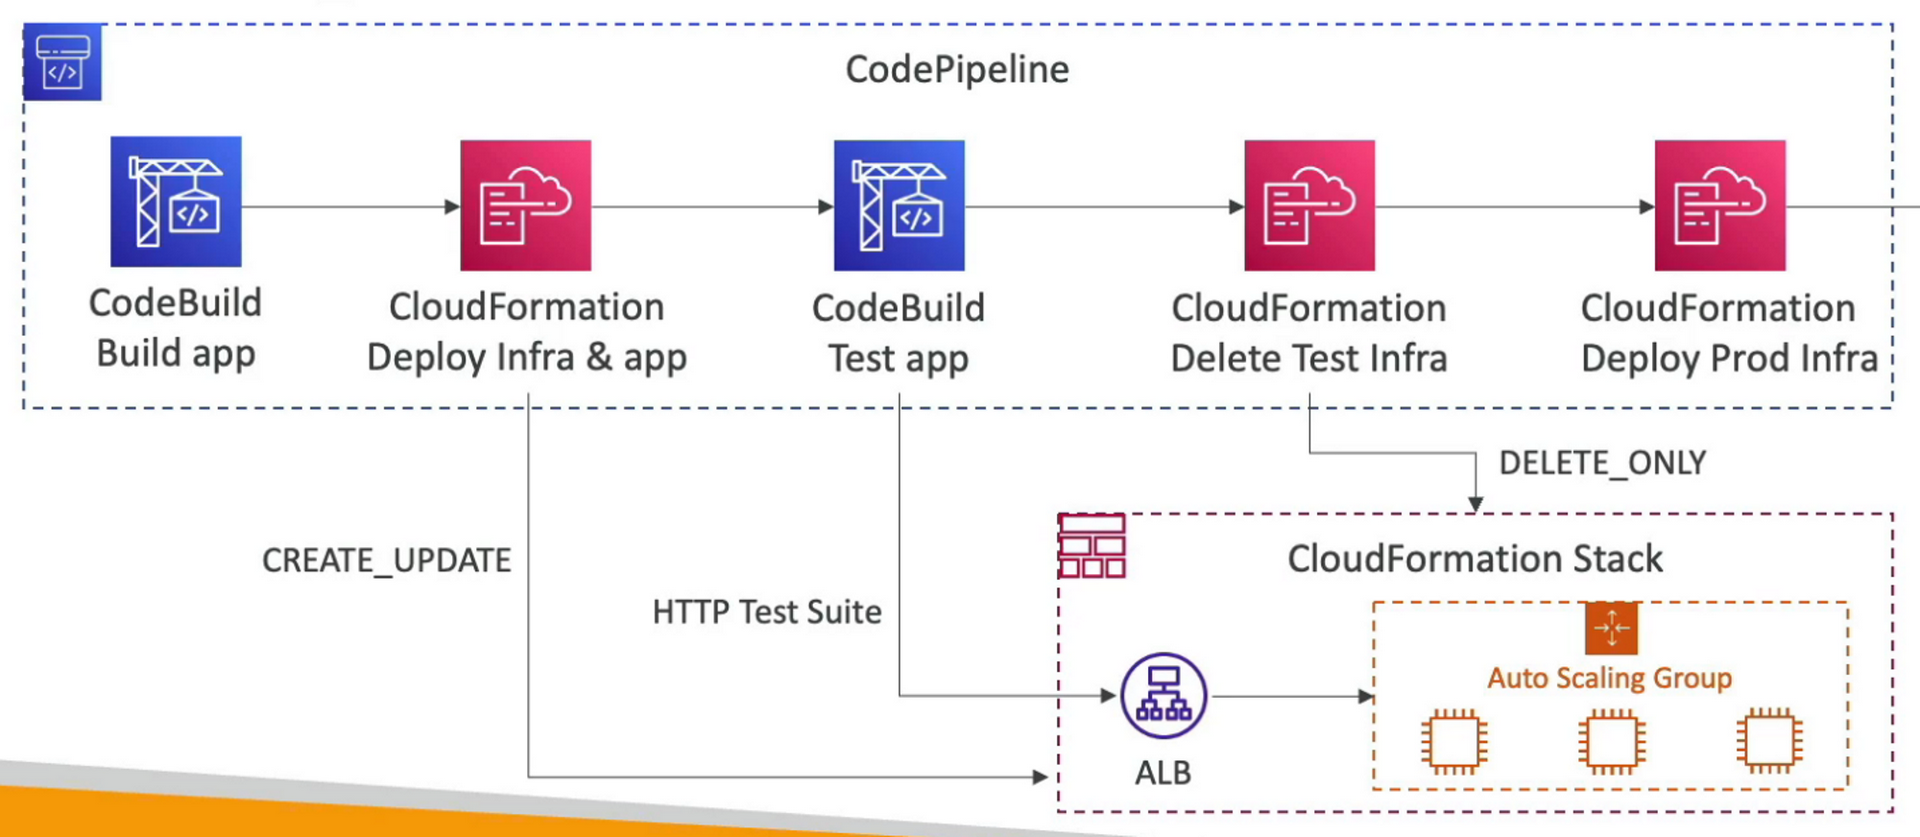 CodePipeline
CodeBuild
Build app
CloudFormation
Deploy Infra & app
CodeBuild
Test app
CloudFormation
Delete Test Infra
CloudFormation
Deploy Prod Infra
DELETE_ONLY
CREATE_UPDATE
HTTP Test Suite
CloudFormation Stack
Auto Scaling Group
ALB